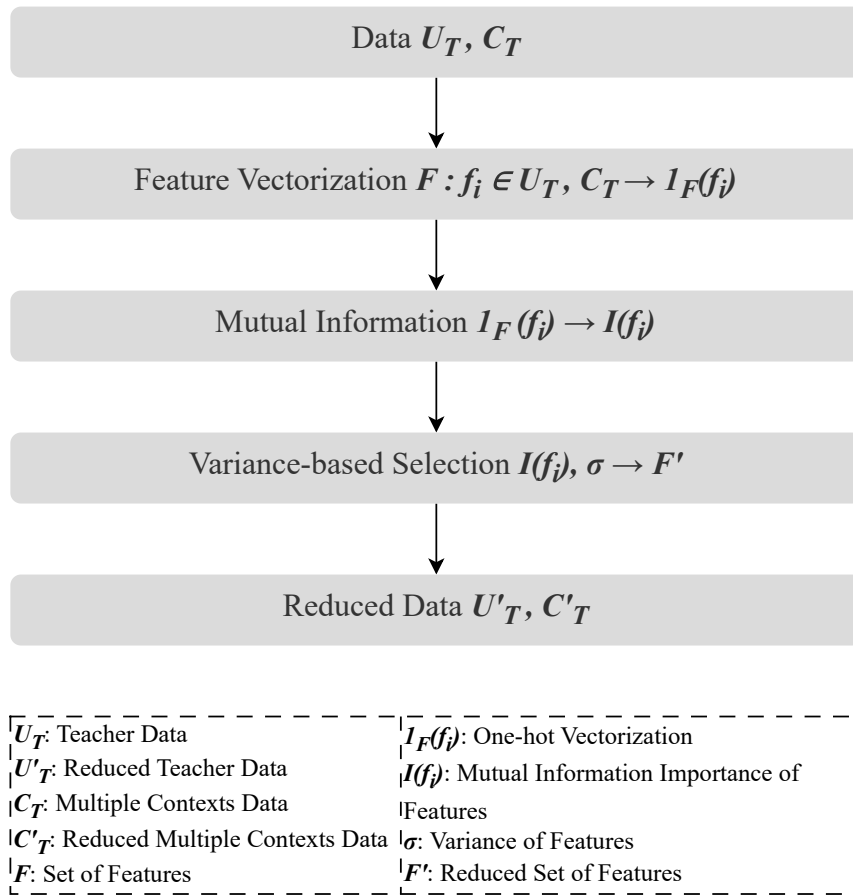 Data U_T, C_T
Feature Vectorization F : f_i ∈ U_T, C_T → 1_F(f_i)
Mutual Information 1_F(f_i) → I(f_i)
Variance-based Selection I(f_i), σ → F'
Reduced Data U'_T, C'_T
U_T: Teacher Data
U'_T: Reduced Teacher Data
C_T: Multiple Contexts Data
C'_T: Reduced Multiple Contexts Data
F: Set of Features
1_F(f_i): One-hot Vectorization
I(f_i): Mutual Information Importance of
Features
σ: Variance of Features
F': Reduced Set of Features